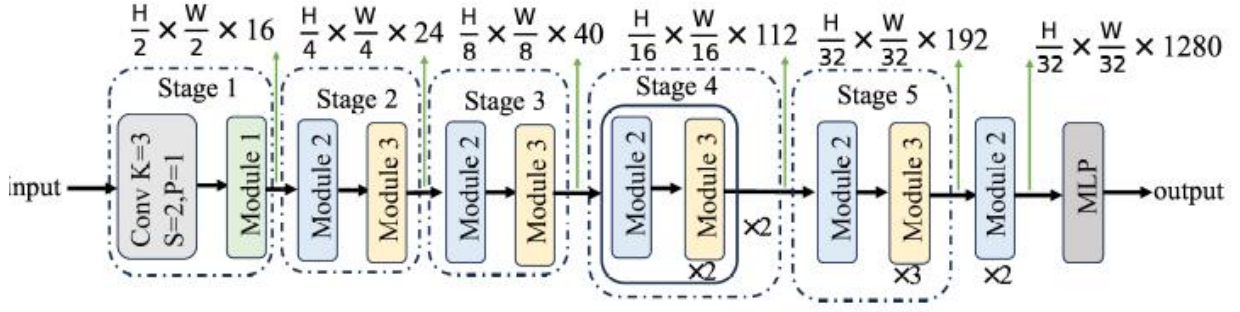 H/2 × W/2 × 16
H/4 × W/4 × 24
H/8 × W/8 × 40
H/16 × W/16 × 112
H/32 × W/32 × 192
H/32 × W/32 × 1280
Stage 1
Stage 2
Stage 3
Stage 4
Stage 5
input
Conv K=3
S=2,P=1
Module 1
Module 2
Module 3
Module 2
Module 3
Module 2
Module 3
×2
×2
Module 2
Module 3
×3
Module 2
×2
MLP
output